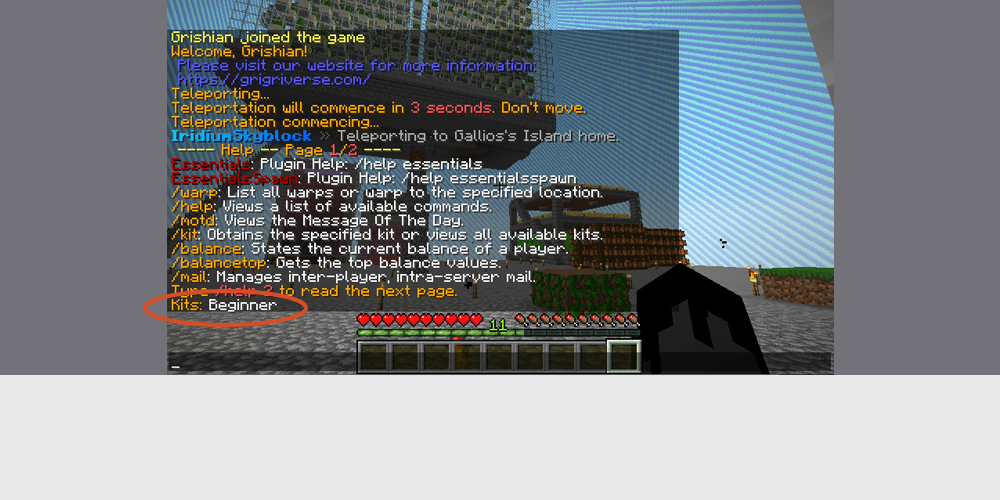 Grishian joined the game
Welcome, Grishian!
Please visit our website for more information:
https://grigriverse.com/
Teleporting...
Teleportation will commence in 3 seconds. Don't move.
Teleportation commencing...
IridiumSkyblock » Teleporting to Gallios's Island home.
---- Help -- Page 1/2 ----
Essentials: Plugin Help: /help essentials
EssentialsSpawn: Plugin Help: /help essentialsspawn
/warp: List all warps or warp to the specified location.
/help: Views a list of available commands.
/motd: Views the Message Of The Day.
/kit: Obtains the specified kit or views all available kits.
/balance: States the current balance of a player.
/balancetop: Gets the top balance values.
/mail: Manages inter-player, intra-server mail.
Type /help 2 to read the next page.
Kits: Beginner
11
_